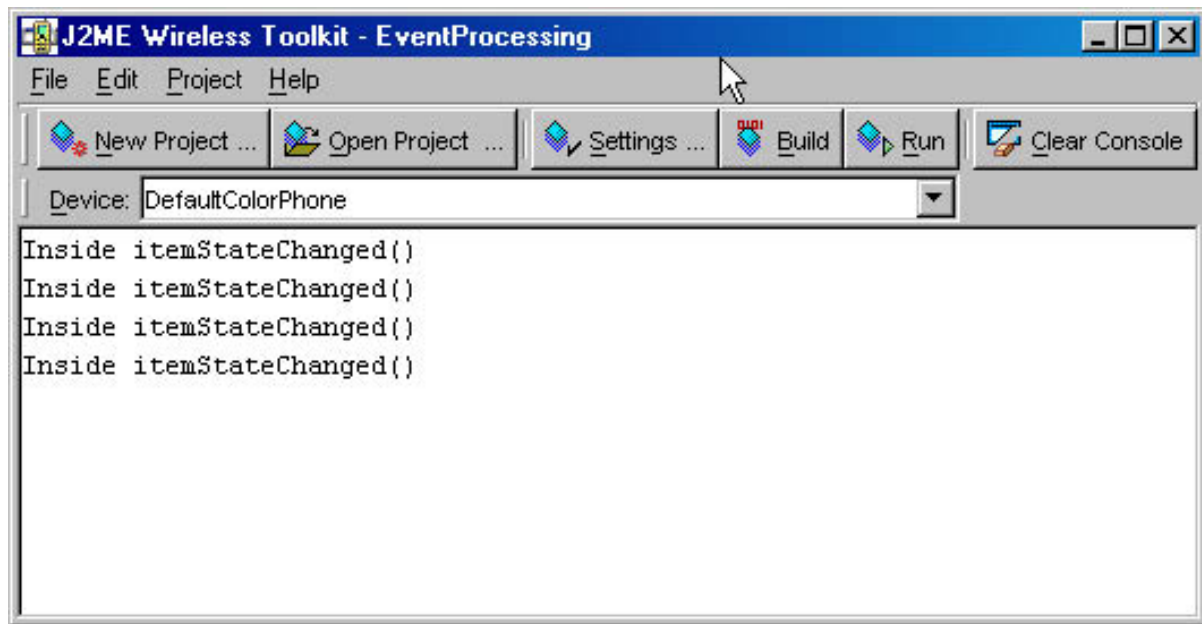 J2ME Wireless Toolkit - EventProcessing
File Edit Project Help
New Project ... Open Project ... Settings ... Build Run Clear Console
Device: DefaultColorPhone
Inside itemStateChanged()
Inside itemStateChanged()
Inside itemStateChanged()
Inside itemStateChanged()